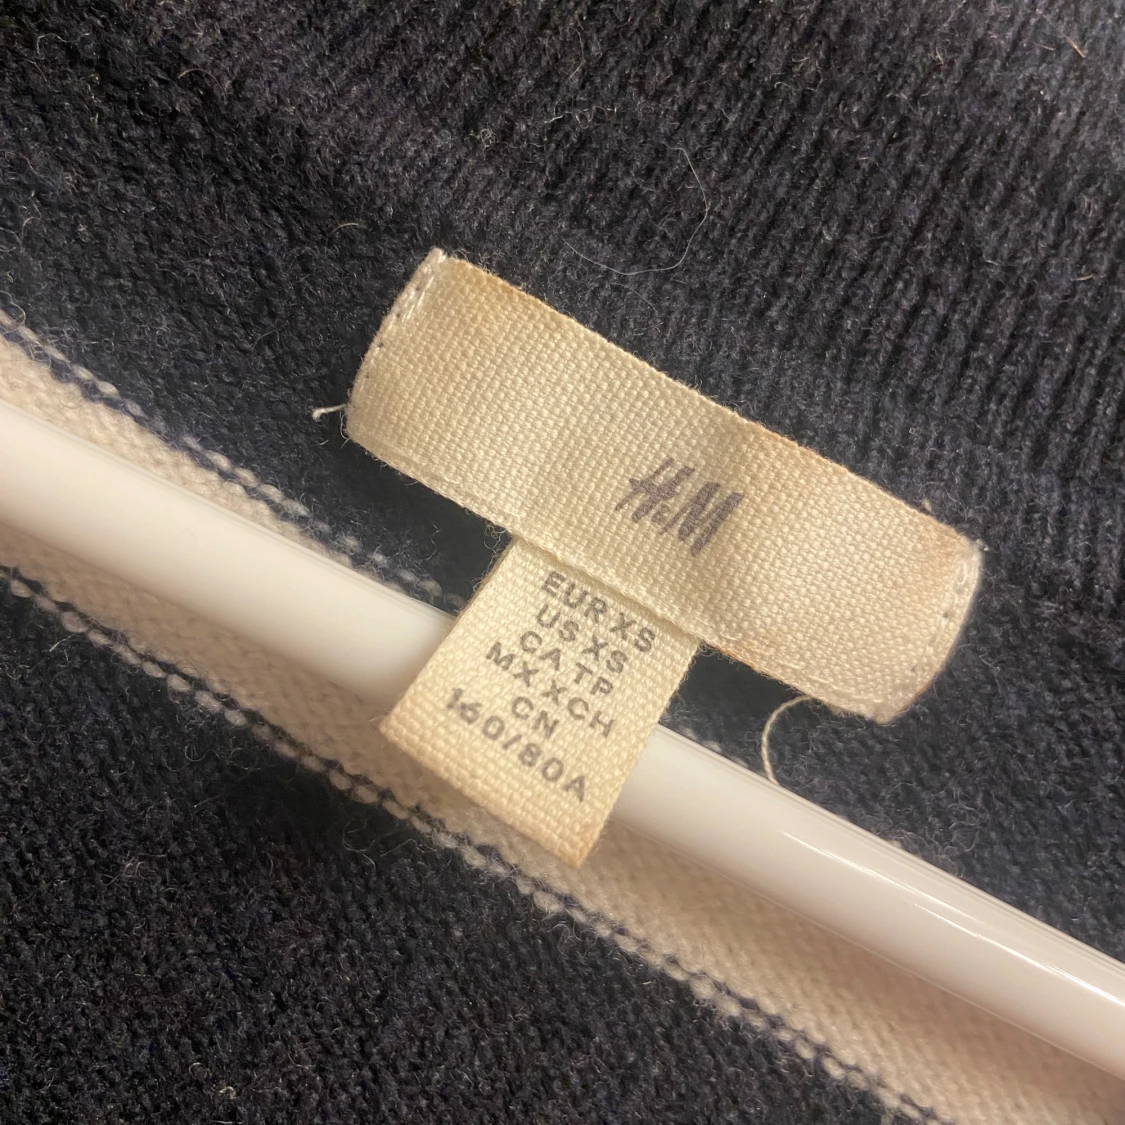 H&M
EUR XS
US XS
CA TP
MX XCH
CN
160/80A